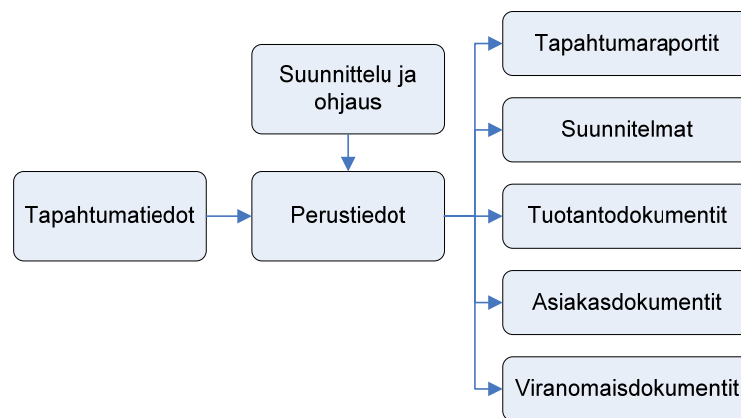 Tapahtumatiedot
Suunnittelu ja
ohjaus
Perustiedot
Tapahtumaraportit
Suunnitelmat
Tuotantodokumentit
Asiakasdokumentit
Viranomaisdokumentit